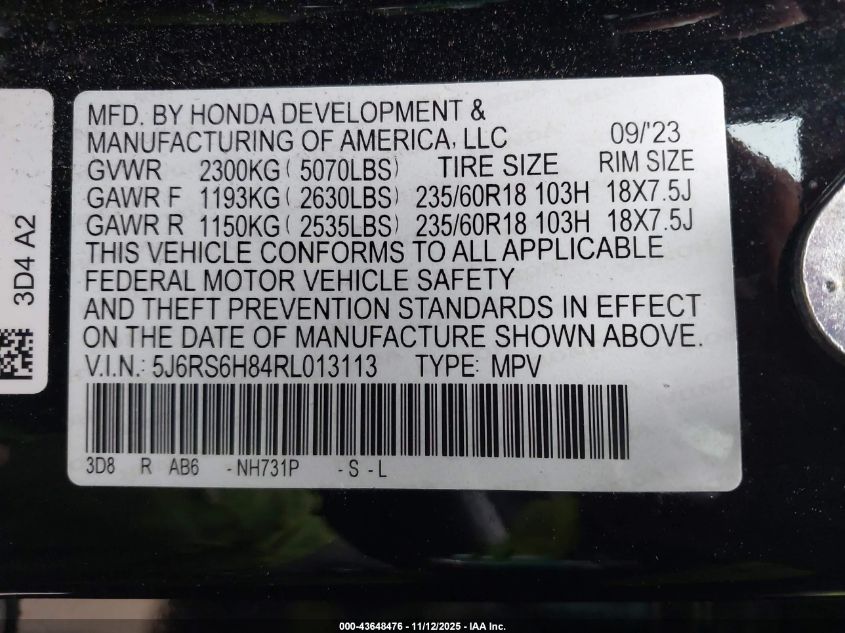 MFD. BY HONDA DEVELOPMENT &
MANUFACTURING OF AMERICA, LLC 09/'23
GVWR 2300KG ( 5070LBS) TIRE SIZE RIM SIZE
GAWR F 1193KG ( 2630LBS) 235/60R18 103H 18X7.5J
GAWR R 1150KG ( 2535LBS) 235/60R18 103H 18X7.5J
THIS VEHICLE CONFORMS TO ALL APPLICABLE
FEDERAL MOTOR VEHICLE SAFETY
AND THEFT PREVENTION STANDARDS IN EFFECT
ON THE DATE OF MANUFACTURE SHOWN ABOVE.
V.I.N.: 5J6RS6H84RL013113 TYPE: MPV
3D8 R AB6 -NH731P -S -L
3D4 A2
000-43648476 - 11/12/2025 - IAA Inc.